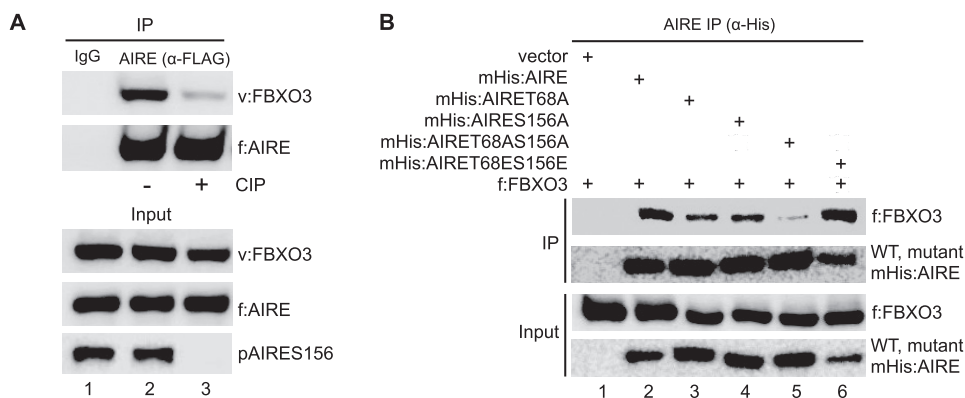 A
IP
IgG AIRE (α-FLAG)
v:FBXO3
f:AIRE
- + CIP
Input
v:FBXO3
f:AIRE
pAIRES156
1 2 3
B
AIRE IP (α-His)
vector +
mHis:AIRE +
mHis:AIRET68A +
mHis:AIRES156A +
mHis:AIRET68AS156A +
mHis:AIRET68ES156E +
f:FBXO3 + + + + + +
IP
f:FBXO3
WT, mutant
mHis:AIRE
Input
f:FBXO3
WT, mutant
mHis:AIRE
1 2 3 4 5 6